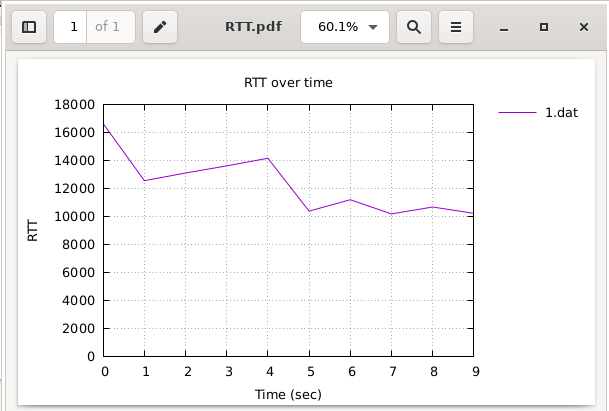 1 of 1 RTT.pdf 60.1%
RTT over time
1.dat
18000
16000
14000
12000
10000
8000
6000
4000
2000
0
RTT
0 1 2 3 4 5 6 7 8 9
Time (sec)